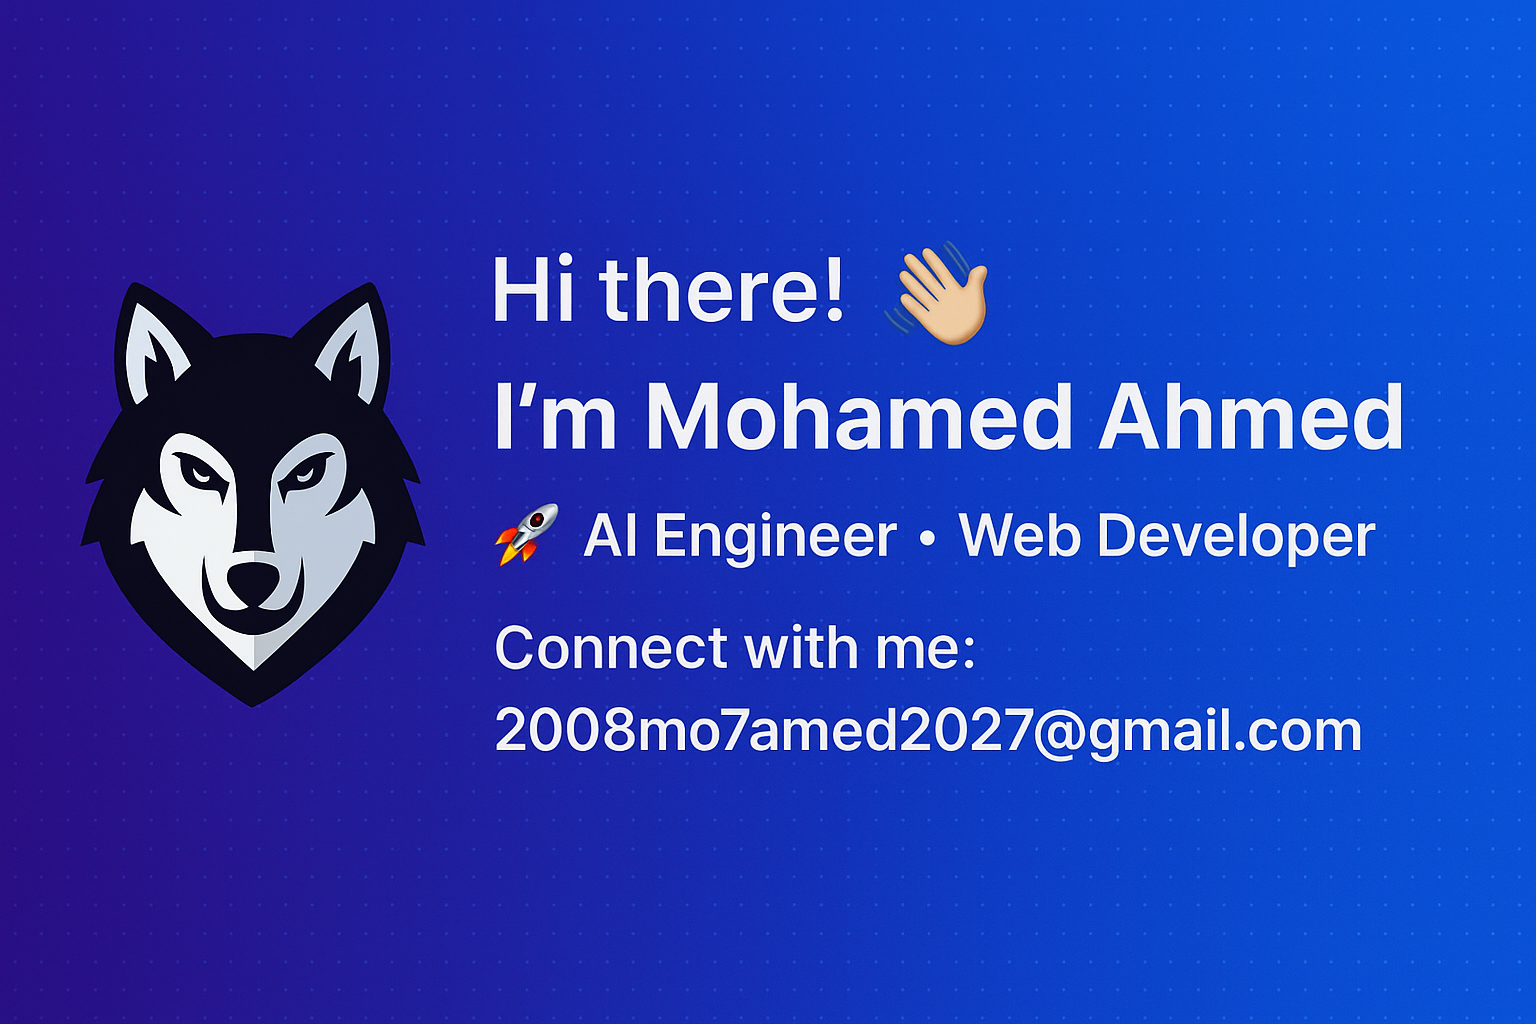 Hi there! 👋🏼
I’m Mohamed Ahmed
🚀 AI Engineer • Web Developer
Connect with me:
2008mo7amed2027@gmail.com